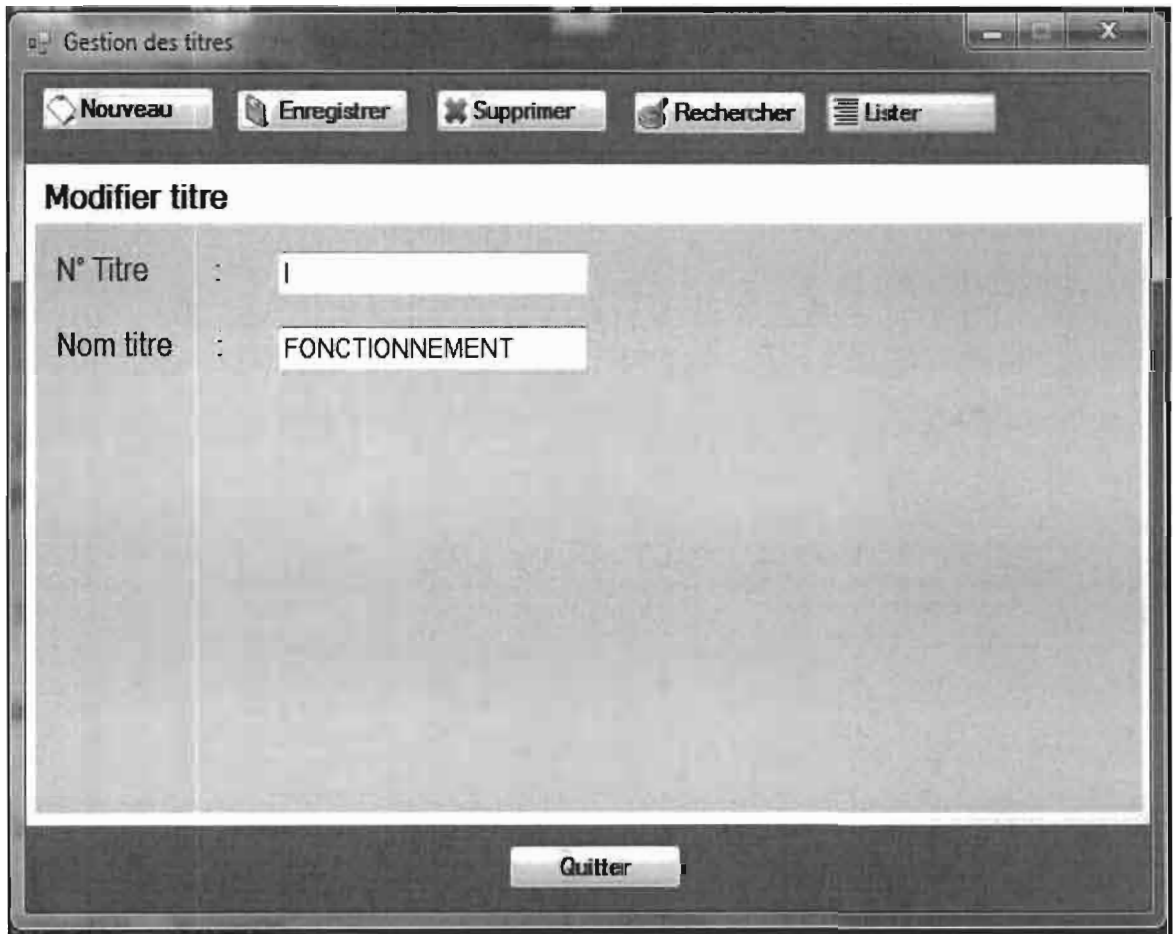 Gestion des titres
Nouveau Enregistrer Supprimer Rechercher Lister
Modifier titre
N° Titre : I
Nom titre : FONCTIONNEMENT
Quitter